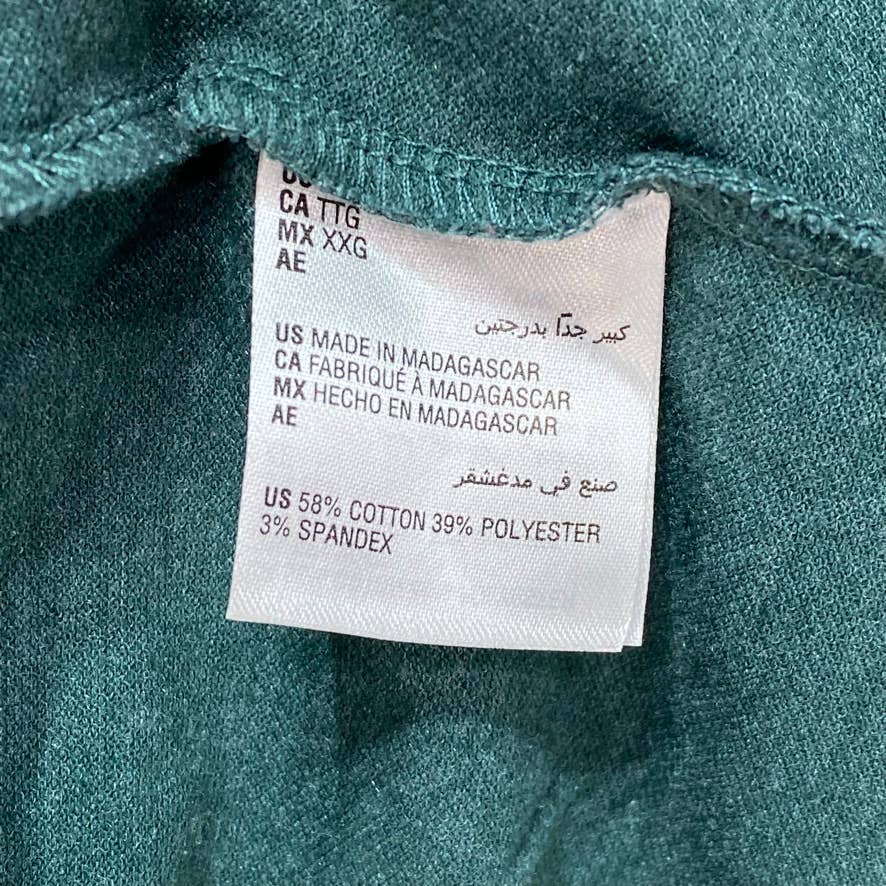 CA TTG
MX XXG
AE
كبير جدًا بدرجتين
US MADE IN MADAGASCAR
CA FABRIQUÉ À MADAGASCAR
MX HECHO EN MADAGASCAR
AE
صنع في مدغشقر
US 58% COTTON 39% POLYESTER
3% SPANDEX